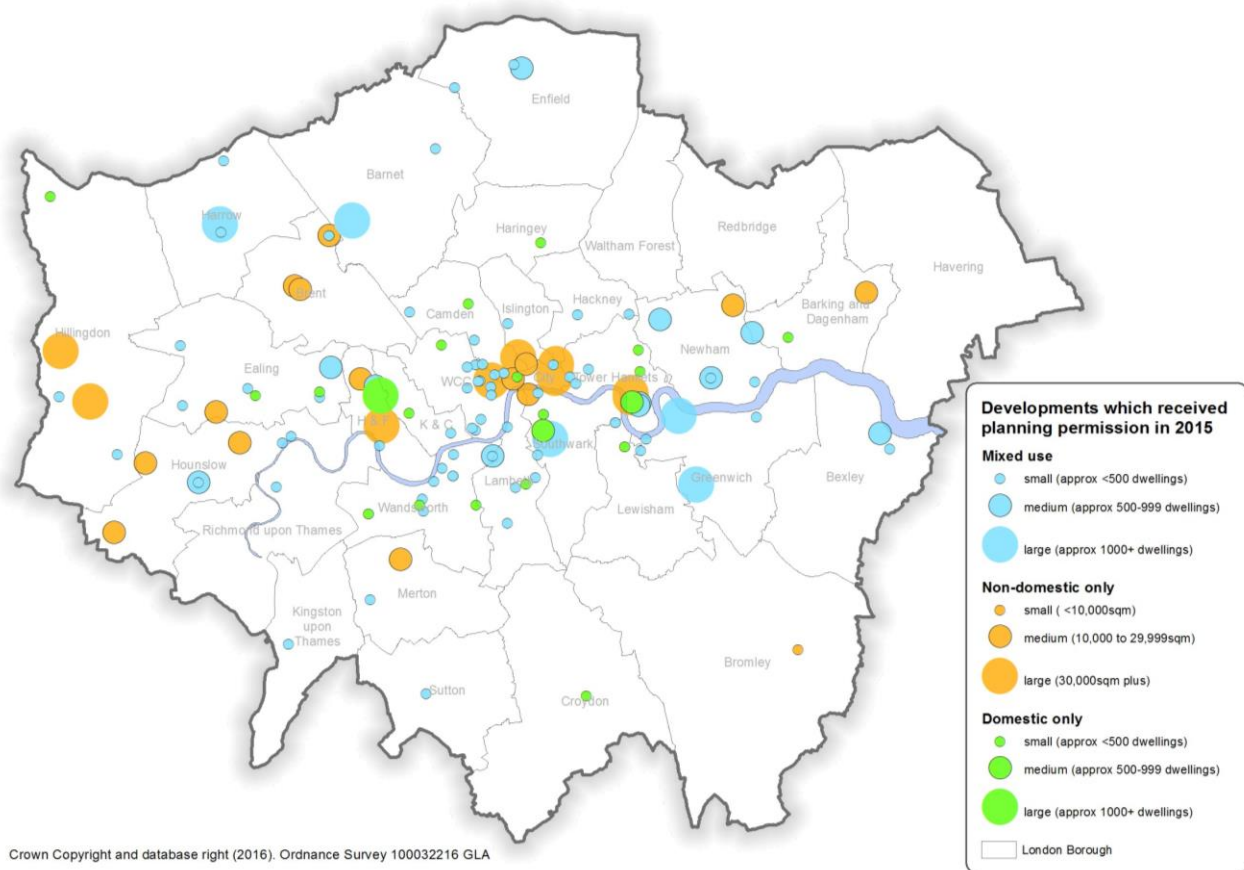 Enfield
Barnet
Harrow
Haringey
Redbridge
Waltham Forest
Havering
Hackney
Brent
Camden
Islington
Barking and
Dagenham
Hillingdon
Newham
Ealing
WCC
City
Tower Hamlets
H & F
K & C
Southwark
Hounslow
Lambeth
Greenwich
Bexley
Wandsworth
Lewisham
Richmond upon Thames
Merton
Kingston
upon
Thames
Bromley
Sutton
Croydon
Developments which received
planning permission in 2015
Mixed use
small (approx <500 dwellings)
medium (approx 500-999 dwellings)
large (approx 1000+ dwellings)
Non-domestic only
small ( <10,000sqm)
medium (10,000 to 29,999sqm)
large (30,000sqm plus)
Domestic only
small (approx <500 dwellings)
medium (approx 500-999 dwellings)
large (approx 1000+ dwellings)
London Borough
Crown Copyright and database right (2016). Ordnance Survey 100032216 GLA